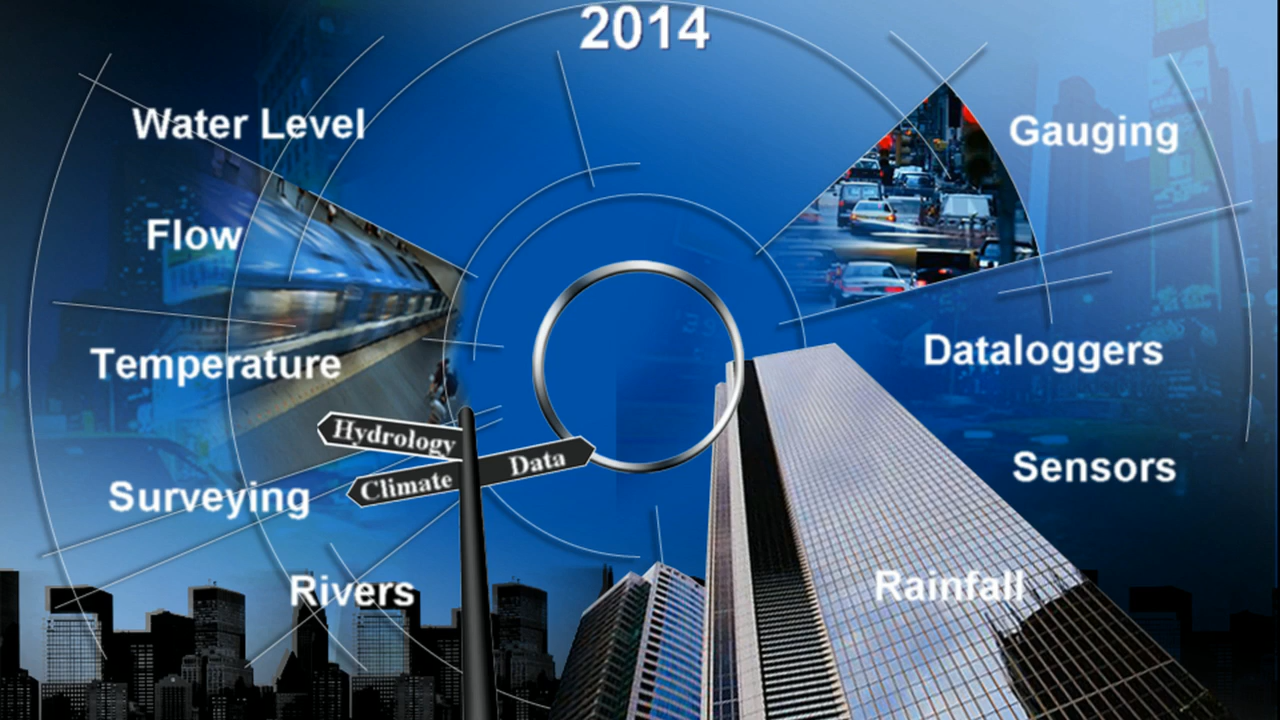 2014
Water Level
Gauging
Flow
Dataloggers
Temperature
Hydrology
Data
Climate
Sensors
Surveying
Rivers
Rainfall